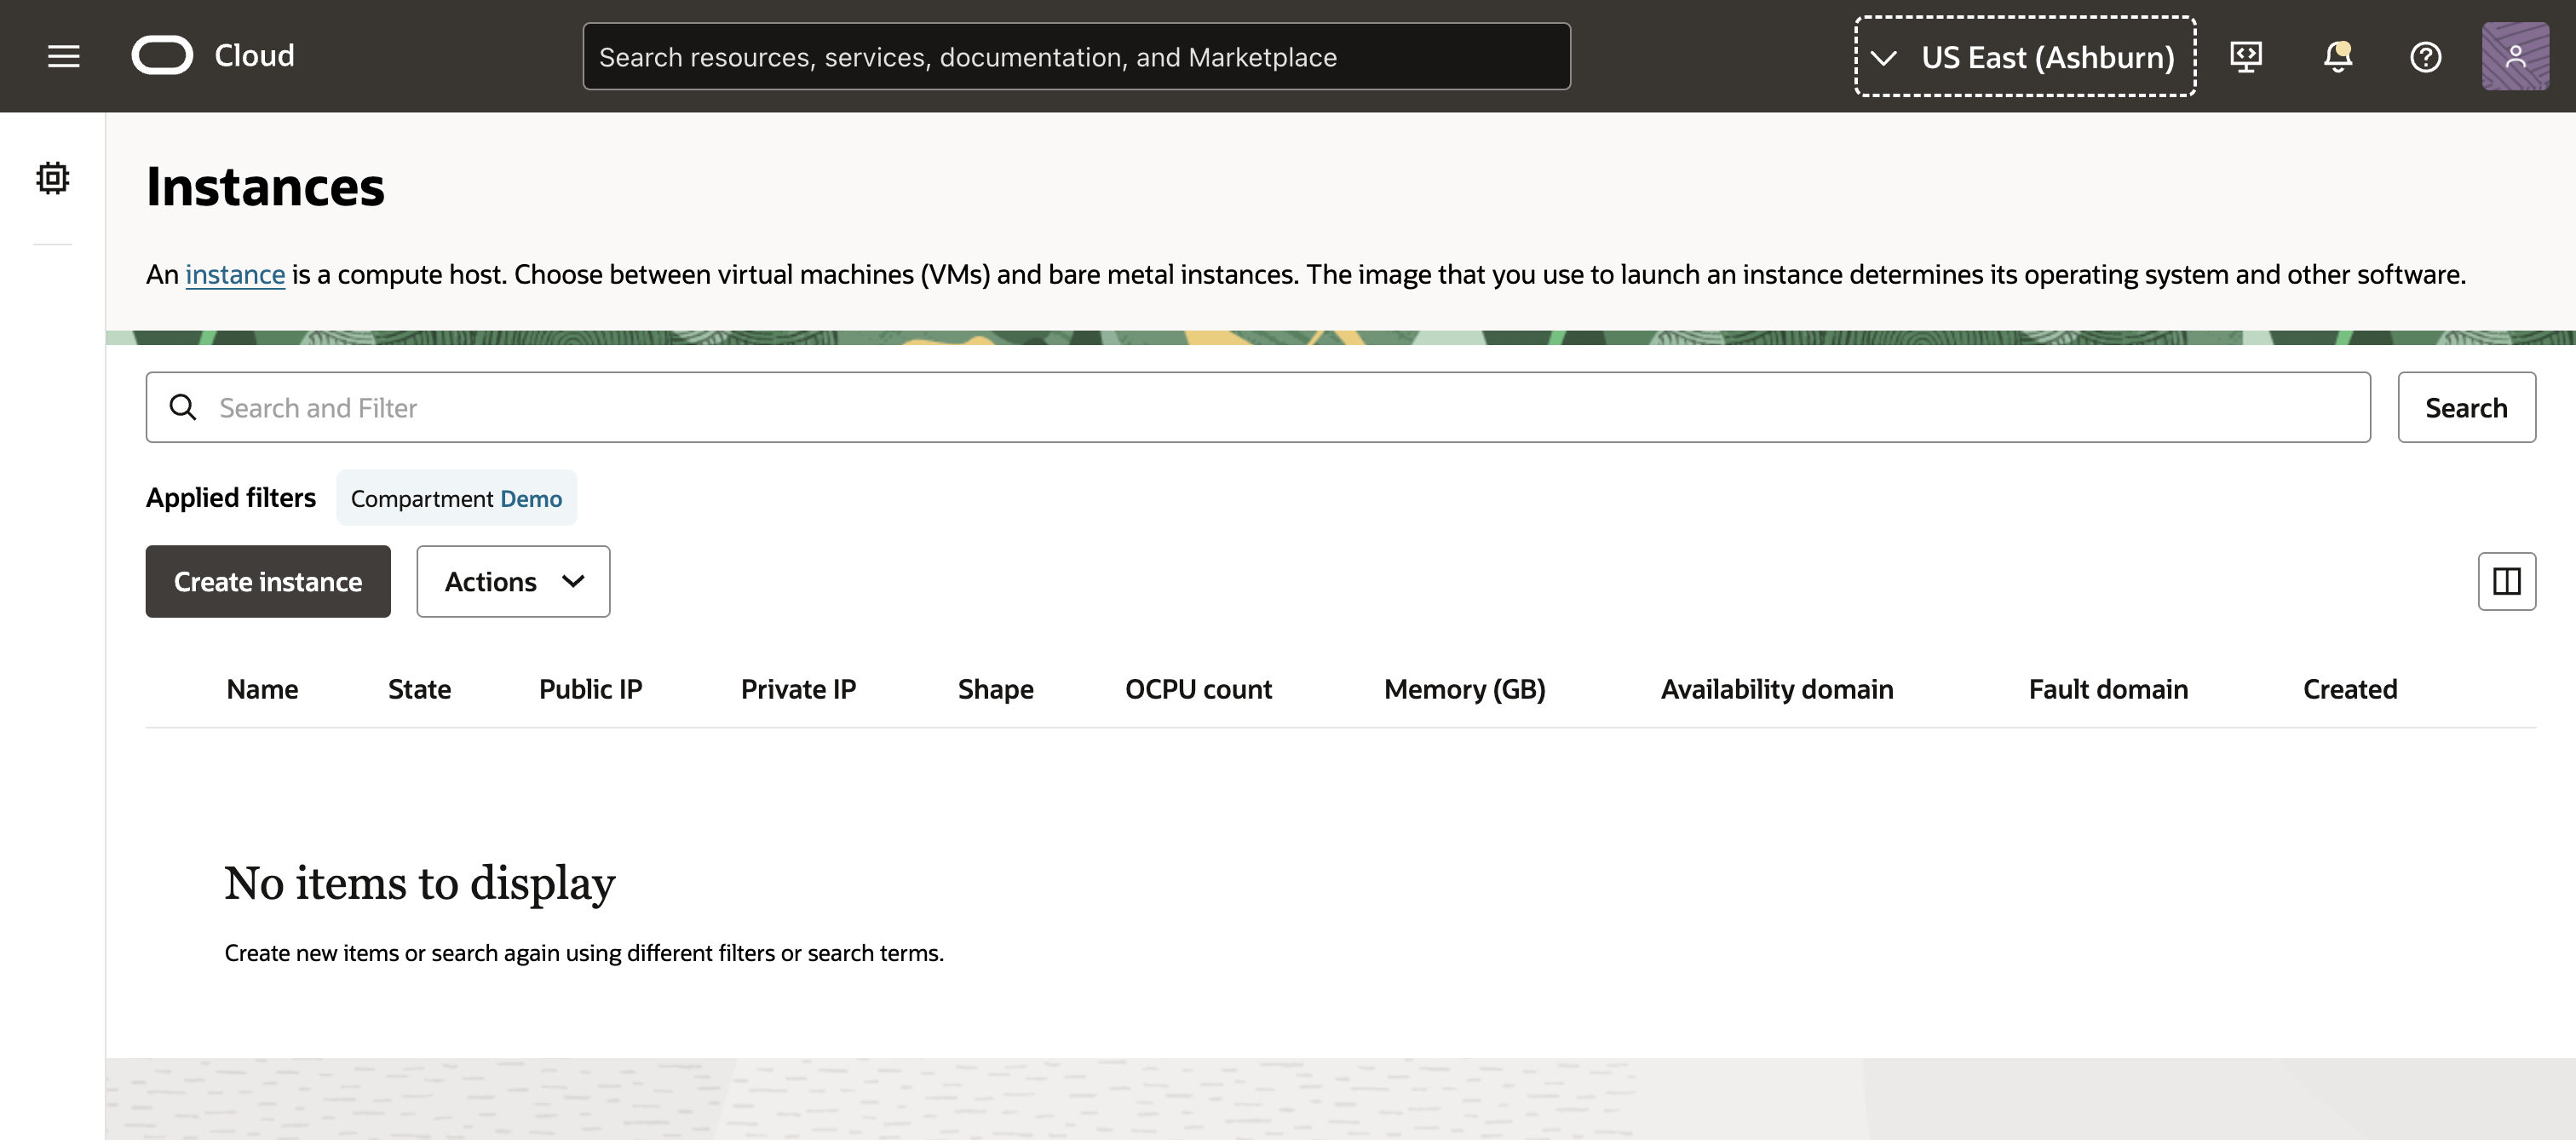 Cloud
Search resources, services, documentation, and Marketplace
US East (Ashburn)
Instances
An instance is a compute host. Choose between virtual machines (VMs) and bare metal instances. The image that you use to launch an instance determines its operating system and other software.
Search and Filter
Search
Applied filters
Compartment Demo
Create instance
Actions
Name State Public IP Private IP Shape OCPU count Memory (GB) Availability domain Fault domain Created
No items to display
Create new items or search again using different filters or search terms.